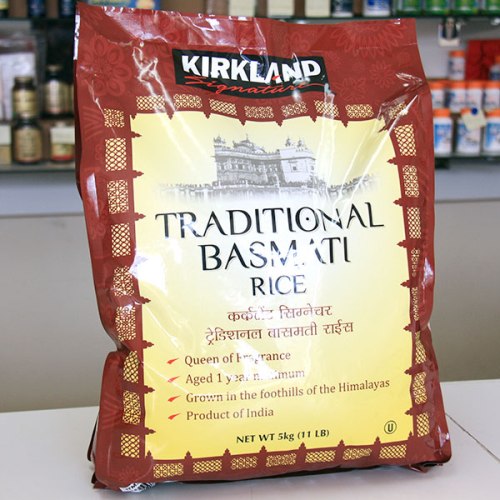 KIRKLAND
Signature
TRADITIONAL
BASMATI
RICE
कर्कलैंड सिग्नेचर
ट्रेडिशनल बासमती राईस
Queen of Fragrance
Aged 1 year minimum
Grown in the foothills of the Himalayas
Product of India
NET WT 5kg (11 LB)
U